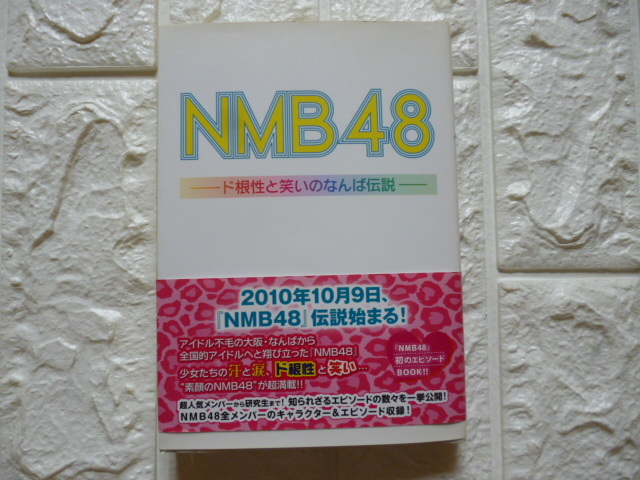 NMB48
ド根性と笑いのなんば伝説
2010年10月9日、
『NMB48』伝説始まる!
アイドル不毛の大阪・なんばから
全国的アイドルへと翔び立った『NMB48』
少女たちの汗と涙、ド根性と笑い…
“素顔のNMB48”が超満載!!
『NMB48』
初のエピソード
BOOK!!
超人気メンバーから研究生まで!知られざるエピソードの数々を一挙公開!
NMB48全メンバーのキャラクター&エピソード収録!